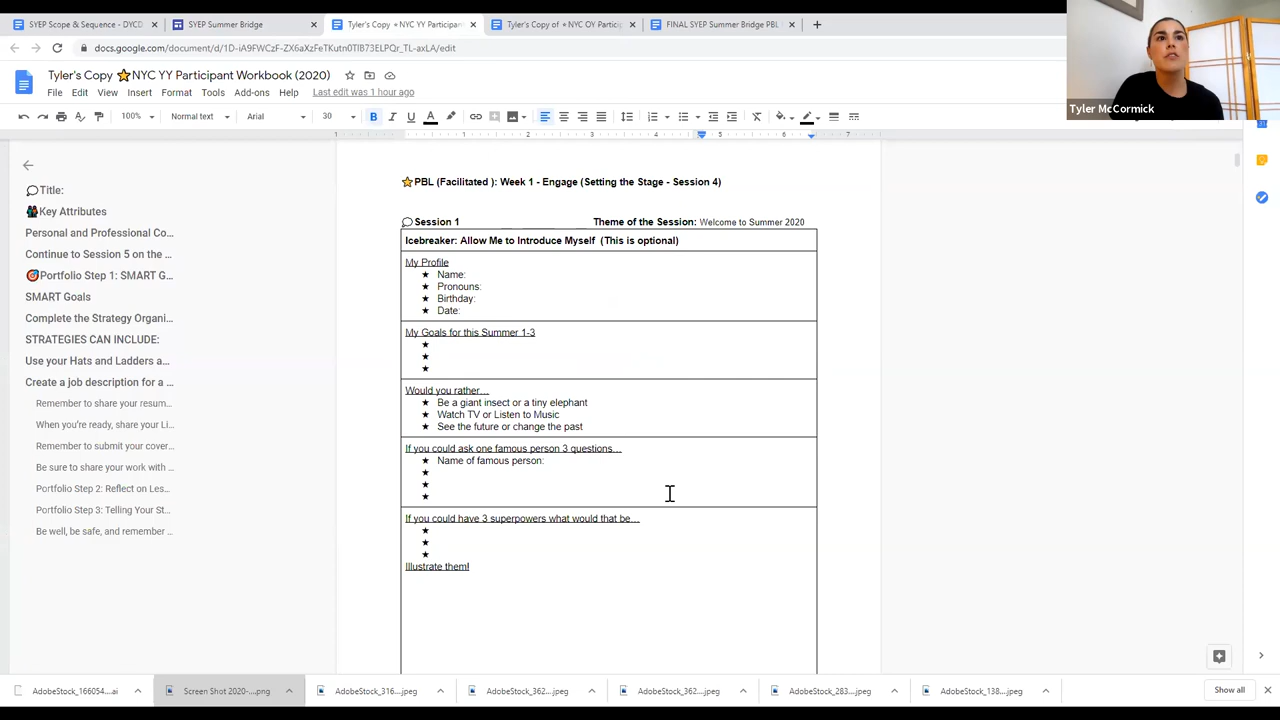 SYEP Scope & Sequence - DYCD
SYEP Summer Bridge
Tyler's Copy ⭐NYC YY Participant
Tyler's Copy of ⭐NYC OY Particip
FINAL SYEP Summer Bridge PBL
docs.google.com/document/d/1D-iA9FWCzF-ZX6aXzFeTKutn0TlB73ELPQr_TL-axLA/edit
Tyler's Copy ⭐NYC YY Participant Workbook (2020)
File Edit View Insert Format Tools Add-ons Help Last edit was 1 hour ago
Tyler McCormick
100% Normal text Arial 30 B I U A
1 1 2 3 4 5 6 7
Title:
Key Attributes
Personal and Professional Co...
Continue to Session 5 on the ...
Portfolio Step 1: SMART G...
SMART Goals
Complete the Strategy Organi...
STRATEGIES CAN INCLUDE:
Use your Hats and Ladders a...
Create a job description for a ...
Remember to share your resum...
When you're ready, share your Li...
Remember to submit your cover...
Be sure to share your work with ...
Portfolio Step 2: Reflect on Les...
Portfolio Step 3: Telling Your St...
Be well, be safe, and remember ...
⭐PBL (Facilitated ): Week 1 - Engage (Setting the Stage - Session 4)
Session 1 Theme of the Session: Welcome to Summer 2020
Icebreaker: Allow Me to Introduce Myself (This is optional)
My Profile
★ Name:
★ Pronouns:
★ Birthday:
★ Date:
My Goals for this Summer 1-3
★
★
★
Would you rather...
★ Be a giant insect or a tiny elephant
★ Watch TV or Listen to Music
★ See the future or change the past
If you could ask one famous person 3 questions...
★ Name of famous person:
★
★
★
If you could have 3 superpowers what would that be...
★
★
★
Illustrate them!
AdobeStock_166054....ai
Screen Shot 2020-....png
AdobeStock_316....jpeg
AdobeStock_362....jpeg
AdobeStock_362....jpeg
AdobeStock_283....jpeg
AdobeStock_138....jpeg
Show all